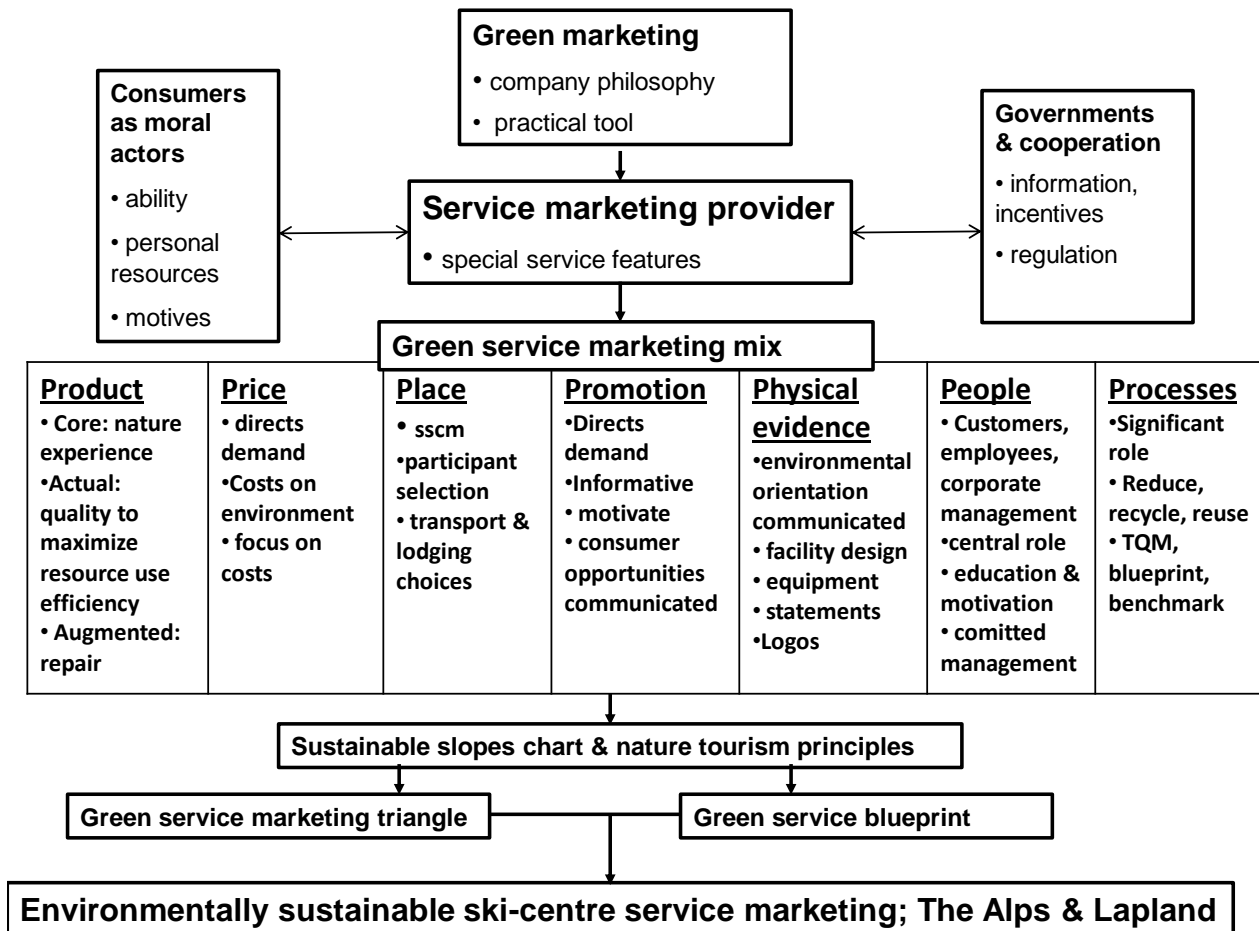 Green marketing
• company philosophy
• practical tool
Consumers
as moral
actors
• ability
• personal
resources
• motives
Governments
& cooperation
• information,
incentives
• regulation
Service marketing provider
• special service features
Green service marketing mix
Product
• Core: nature
experience
•Actual:
quality to
maximize
resource use
efficiency
• Augmented:
repair
Price
• directs
demand
•Costs on
environment
• focus on
costs
Place
• sscm
•participant
selection
• transport &
lodging
choices
Promotion
•Directs
demand
•Informative
• motivate
• consumer
opportunities
communicated
Physical
evidence
•environmental
orientation
communicated
• facility design
• equipment
• statements
•Logos
People
• Customers,
employees,
corporate
management
•central role
• education &
motivation
• comitted
management
Processes
•Significant
role
• Reduce,
recycle, reuse
• TQM,
blueprint,
benchmark
Sustainable slopes chart & nature tourism principles
Green service marketing triangle
Green service blueprint
Environmentally sustainable ski-centre service marketing; The Alps & Lapland